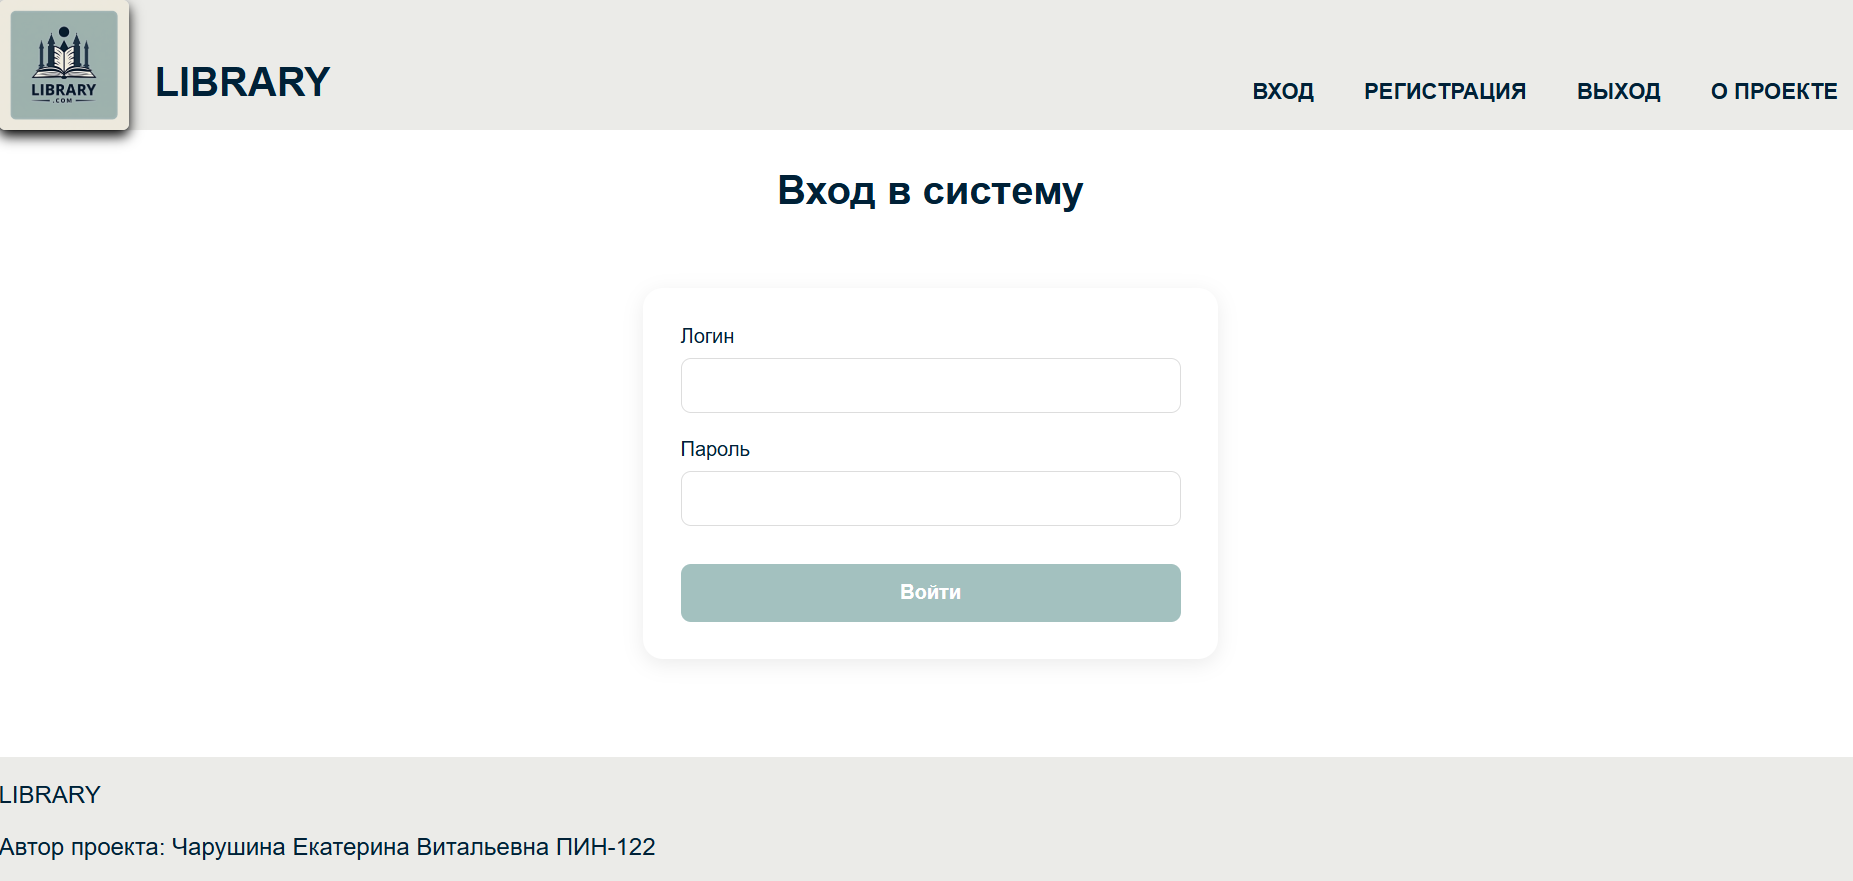 LIBRARY
.COM
LIBRARY
ВХОД
РЕГИСТРАЦИЯ
ВЫХОД
О ПРОЕКТЕ
Вход в систему
Логин
Пароль
Войти
LIBRARY
Автор проекта: Чарушина Екатерина Витальевна ПИН-122